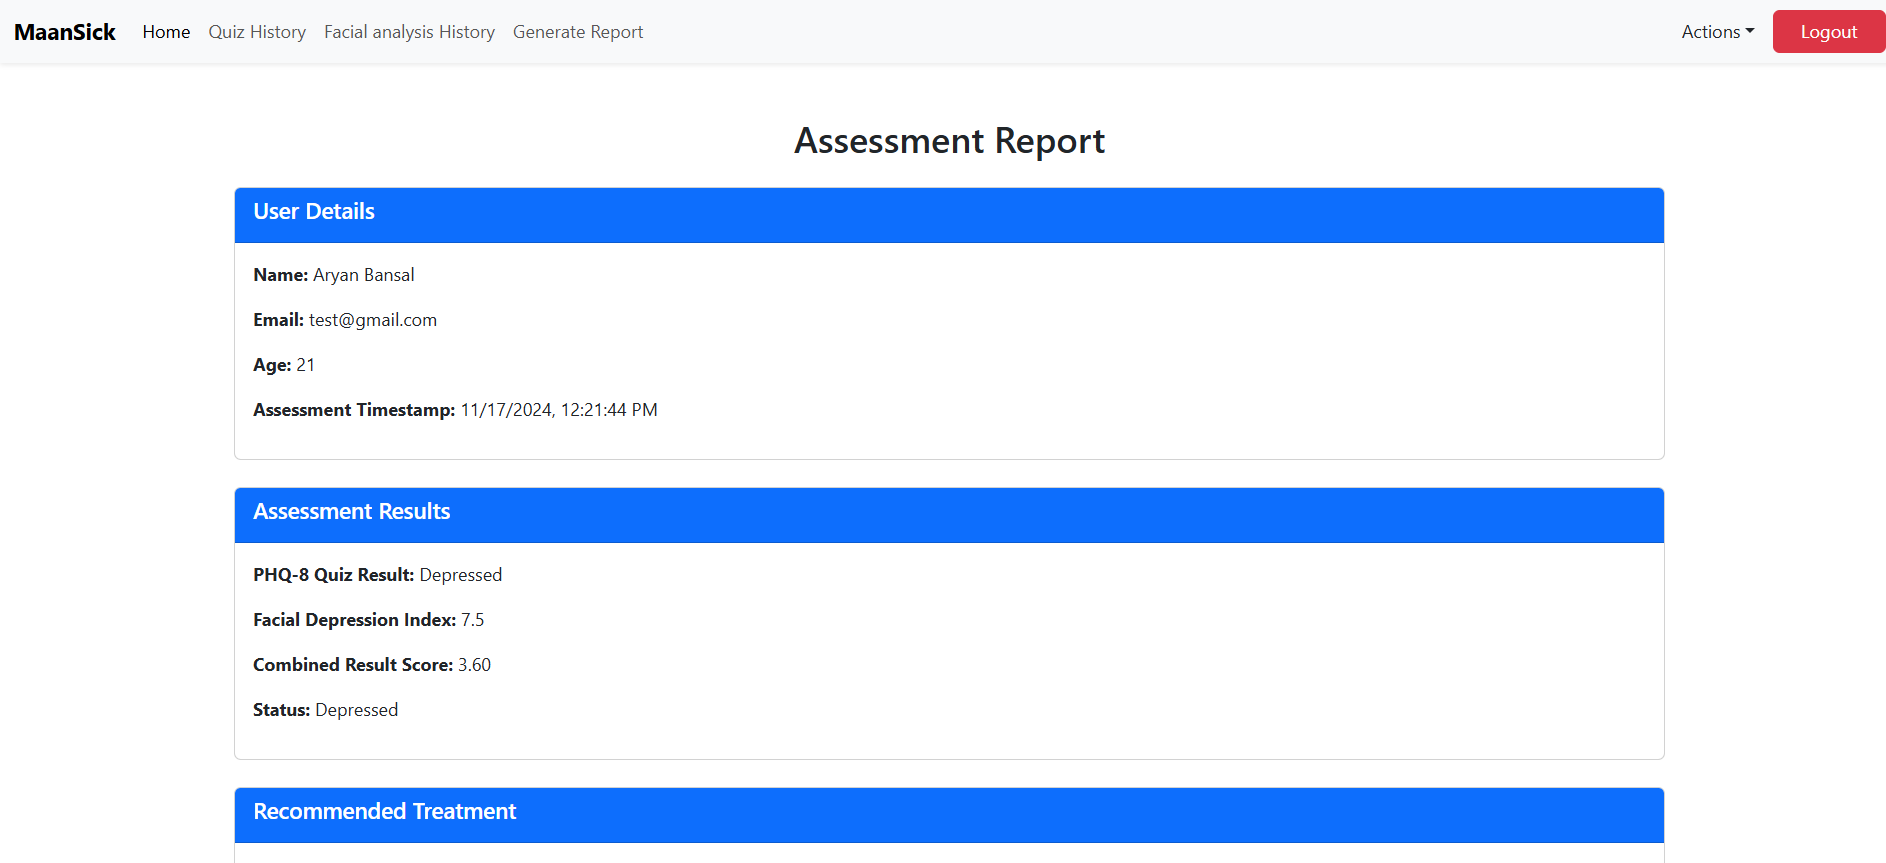 MaanSick Home Quiz History Facial analysis History Generate Report Actions Logout
Assessment Report
User Details
Name: Aryan Bansal
Email: test@gmail.com
Age: 21
Assessment Timestamp: 11/17/2024, 12:21:44 PM
Assessment Results
PHQ-8 Quiz Result: Depressed
Facial Depression Index: 7.5
Combined Result Score: 3.60
Status: Depressed
Recommended Treatment